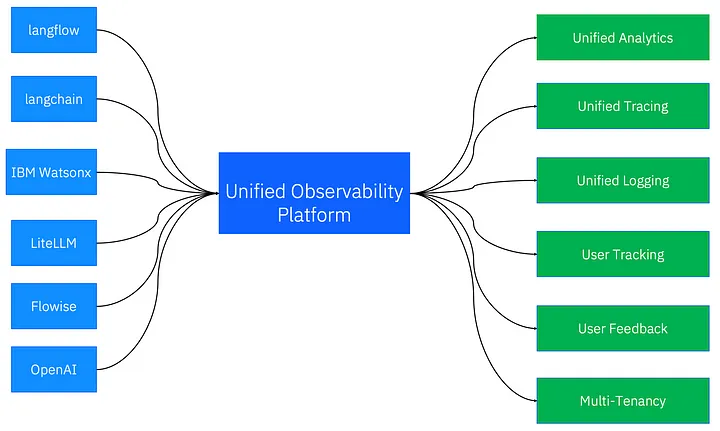 langflow
langchain
IBM Watsonx
LiteLLM
Flowise
OpenAI
Unified Observability
Platform
Unified Analytics
Unified Tracing
Unified Logging
User Tracking
User Feedback
Multi-Tenancy